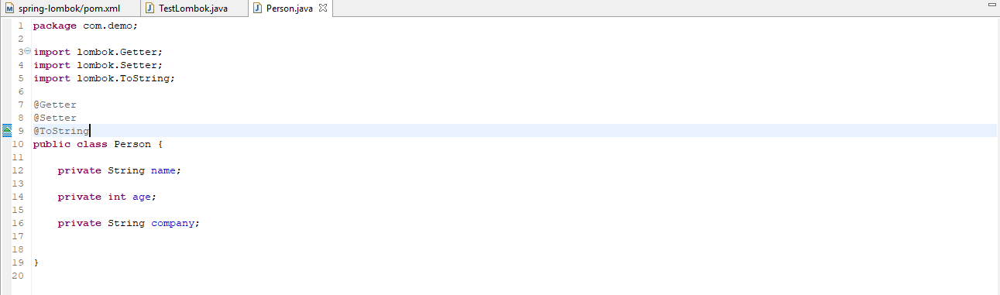 spring-lombok/pom.xml TestLombok.java Person.java
1 package com.demo;
2
3 import lombok.Getter;
4 import lombok.Setter;
5 import lombok.ToString;
6
7 @Getter
8 @Setter
9 @ToString
10 public class Person {
11
12 private String name;
13
14 private int age;
15
16 private String company;
17
18
19 }
20